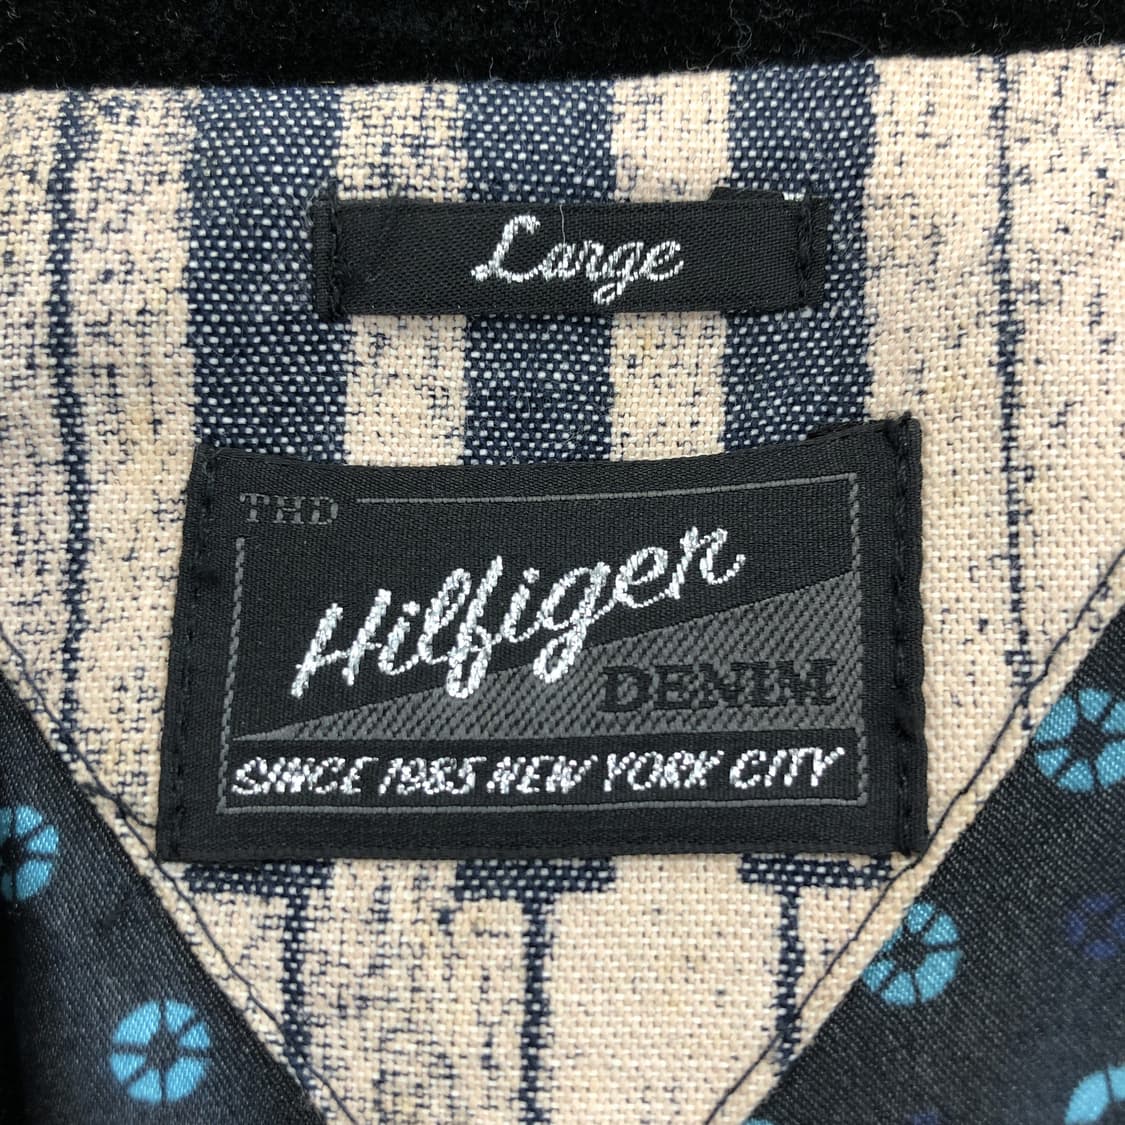 Large
THD
Hilfiger
DENIM
SINCE 1985 NEW YORK CITY